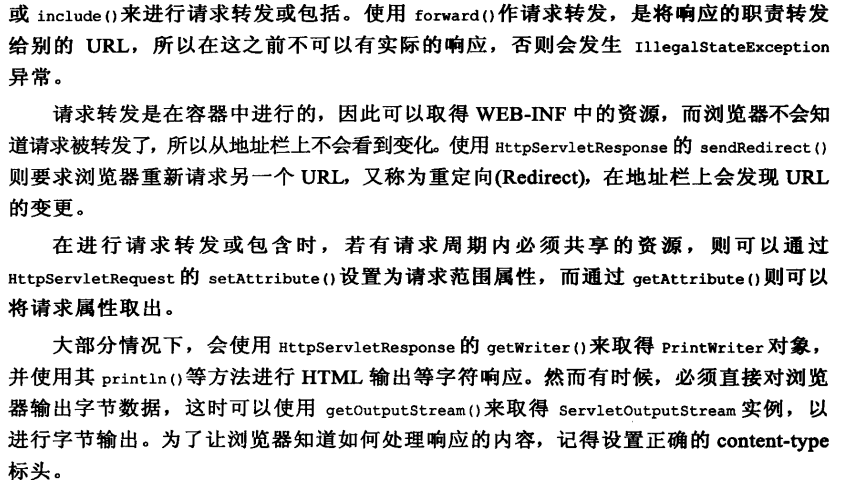 或 include()来进行请求转发或包括。使用 forward()作请求转发，是将响应的职责转发
给别的 URL，所以在这之前不可以有实际的响应，否则会发生 IllegalStateException
异常。
请求转发是在容器中进行的，因此可以取得 WEB-INF 中的资源，而浏览器不会知
道请求被转发了，所以从地址栏上不会看到变化。使用 HttpServletResponse 的 sendRedirect()
则要求浏览器重新请求另一个 URL，又称为重定向(Redirect)，在地址栏上会发现 URL
的变更。
在进行请求转发或包含时，若有请求周期内必须共享的资源，则可以通过
HttpServletRequest 的 setAttribute()设置为请求范围属性，而通过 getAttribute()则可以
将请求属性取出。
大部分情况下，会使用 HttpServletResponse 的 getWriter()来取得 PrintWriter 对象，
并使用其 println()等方法进行 HTML 输出等字符响应。然而有时候，必须直接对浏览
器输出字节数据，这时可以使用 getOutputStream()来取得 ServletOutputStream 实例，以
进行字节输出。为了让浏览器知道如何处理响应的内容，记得设置正确的 content-type
标头。